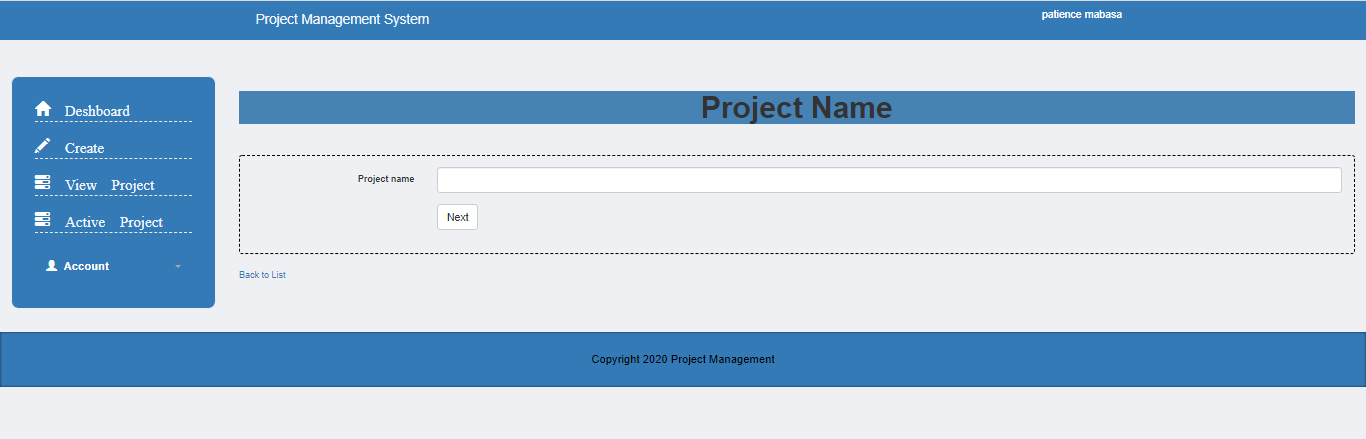 Project Management System
patience mabasa
Deshboard
Create
View Project
Active Project
Account
Project Name
Project name
Next
Back to List
Copyright 2020 Project Management